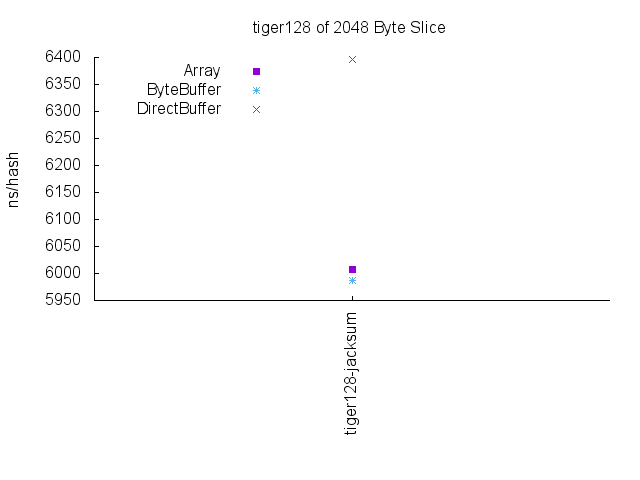 tiger128 of 2048 Byte Slice
6400
6350
6300
6250
6200
6150
6100
6050
6000
5950
ns/hash
Array
ByteBuffer
DirectBuffer
tiger128-jacksum